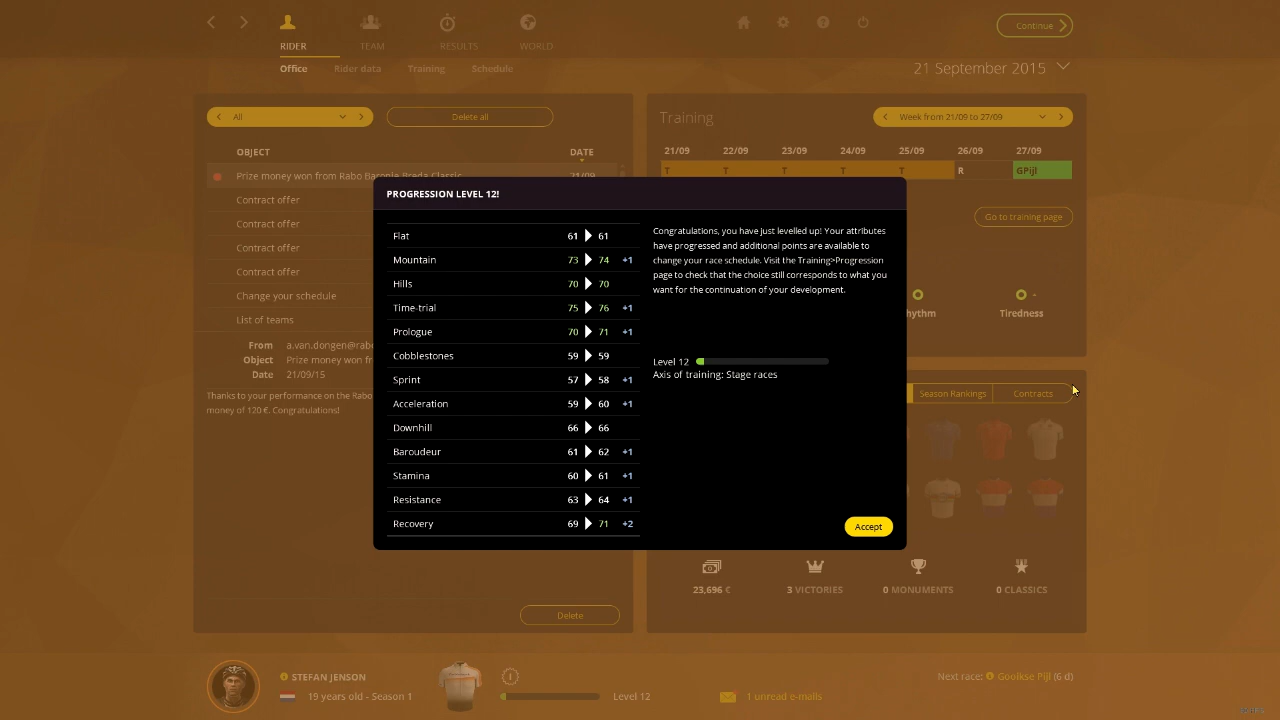 RIDER
TEAM
RESULTS
WORLD
Continue
Office
Rider data
Training
Schedule
21 September 2015
All
Delete all
OBJECT
DATE
Prize money won from Rabo Baronie Breda Classic
21/09
Contract offer
Contract offer
Contract offer
Contract offer
Change your schedule
List of teams
From a.van.dongen@rabo
Object Prize money won fr
Date 21/09/15
Thanks to your performance on the Rabo
money of 120 €. Congratulations!
Delete
Training
Week from 21/09 to 27/09
21/09 22/09 23/09 24/09 25/09 26/09 27/09
T T T T T R GPijl
Go to training page
hythm
Tiredness
Season Rankings
Contracts
PROGRESSION LEVEL 12!
Flat 61 61
Mountain 73 74 +1
Hills 70 70
Time-trial 75 76 +1
Prologue 70 71 +1
Cobblestones 59 59
Sprint 57 58 +1
Acceleration 59 60 +1
Downhill 66 66
Baroudeur 61 62 +1
Stamina 60 61 +1
Resistance 63 64 +1
Recovery 69 71 +2
Congratulations, you have just levelled up! Your attributes
have progressed and additional points are available to
change your race schedule. Visit the Training>Progression
page to check that the choice still corresponds to what you
want for the continuation of your development.
Level 12
Axis of training: Stage races
Accept
23,696 €
3 VICTORIES
0 MONUMENTS
0 CLASSICS
STEFAN JENSON
19 years old - Season 1
Level 12
1 unread e-mails
Next race: Gooikse Pijl (6 d)